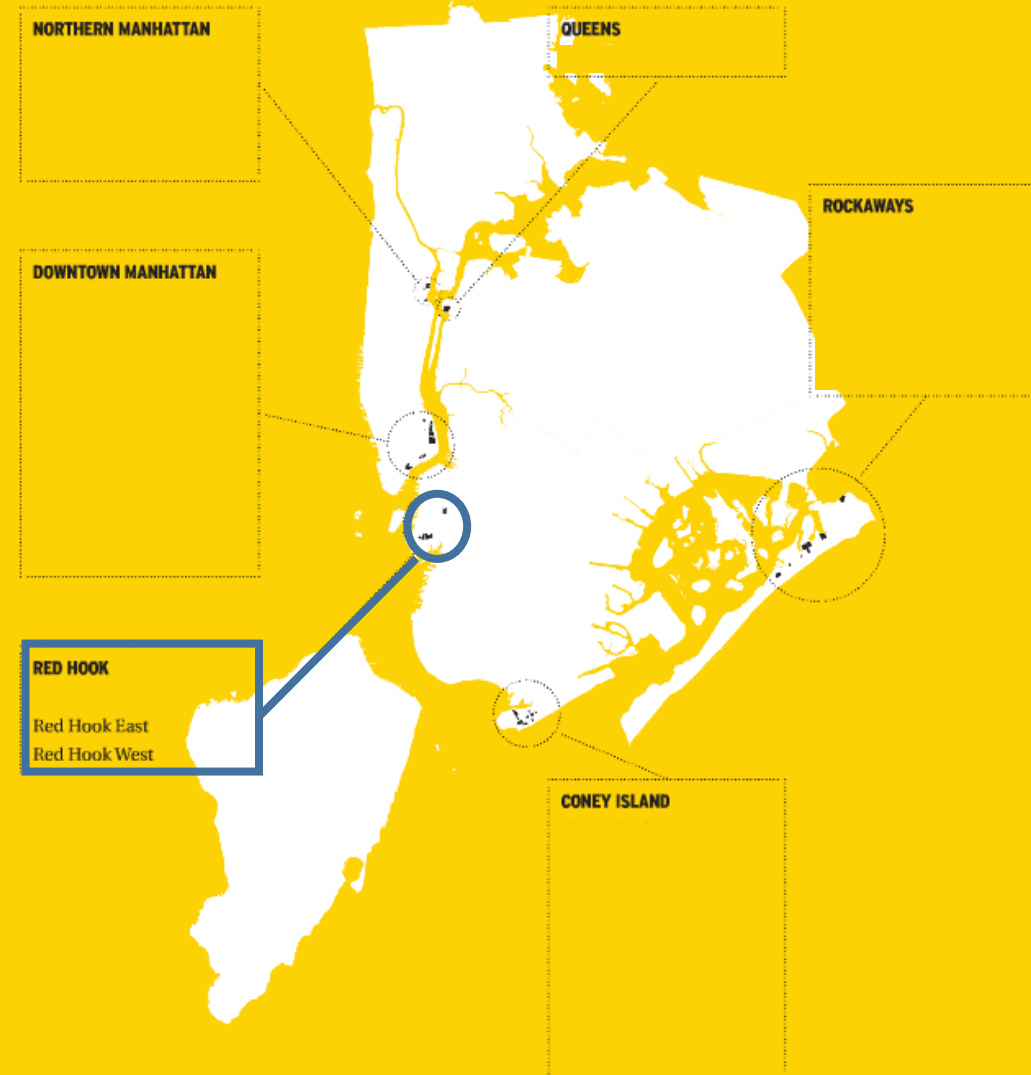 NORTHERN MANHATTAN
QUEENS
ROCKAWAYS
DOWNTOWN MANHATTAN
RED HOOK
Red Hook East
Red Hook West
CONEY ISLAND